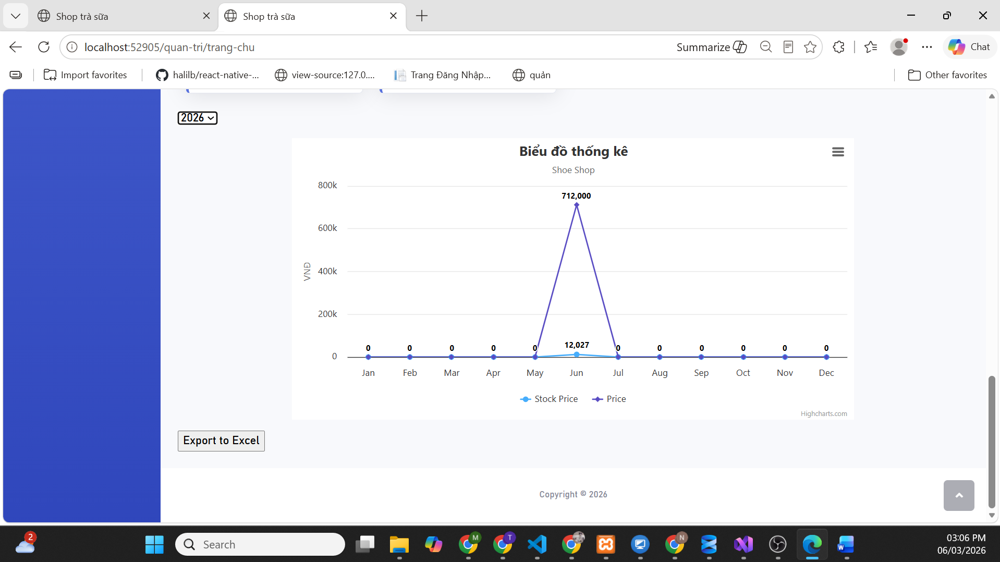 Shop trà sữa
Shop trà sữa
localhost:52905/quan-tri/trang-chu
Summarize
Chat
Import favorites
halilb/react-native-...
view-source:127.0....
Trang Đăng Nhập...
quản
Other favorites
2026
Biểu đồ thống kê
Shoe Shop
VNĐ
800k
600k
400k
200k
0
712,000
0 0 0 0 0 12,027 0 0 0 0 0 0
Jan Feb Mar Apr May Jun Jul Aug Sep Oct Nov Dec
Stock Price Price
Highcharts.com
Export to Excel
Copyright © 2026
2
Search
M
T
N
W
03:06 PM
06/03/2026